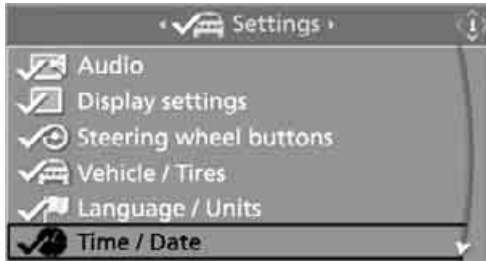 Settings
Audio
Display settings
Steering wheel buttons
Vehicle / Tires
Language / Units
Time / Date